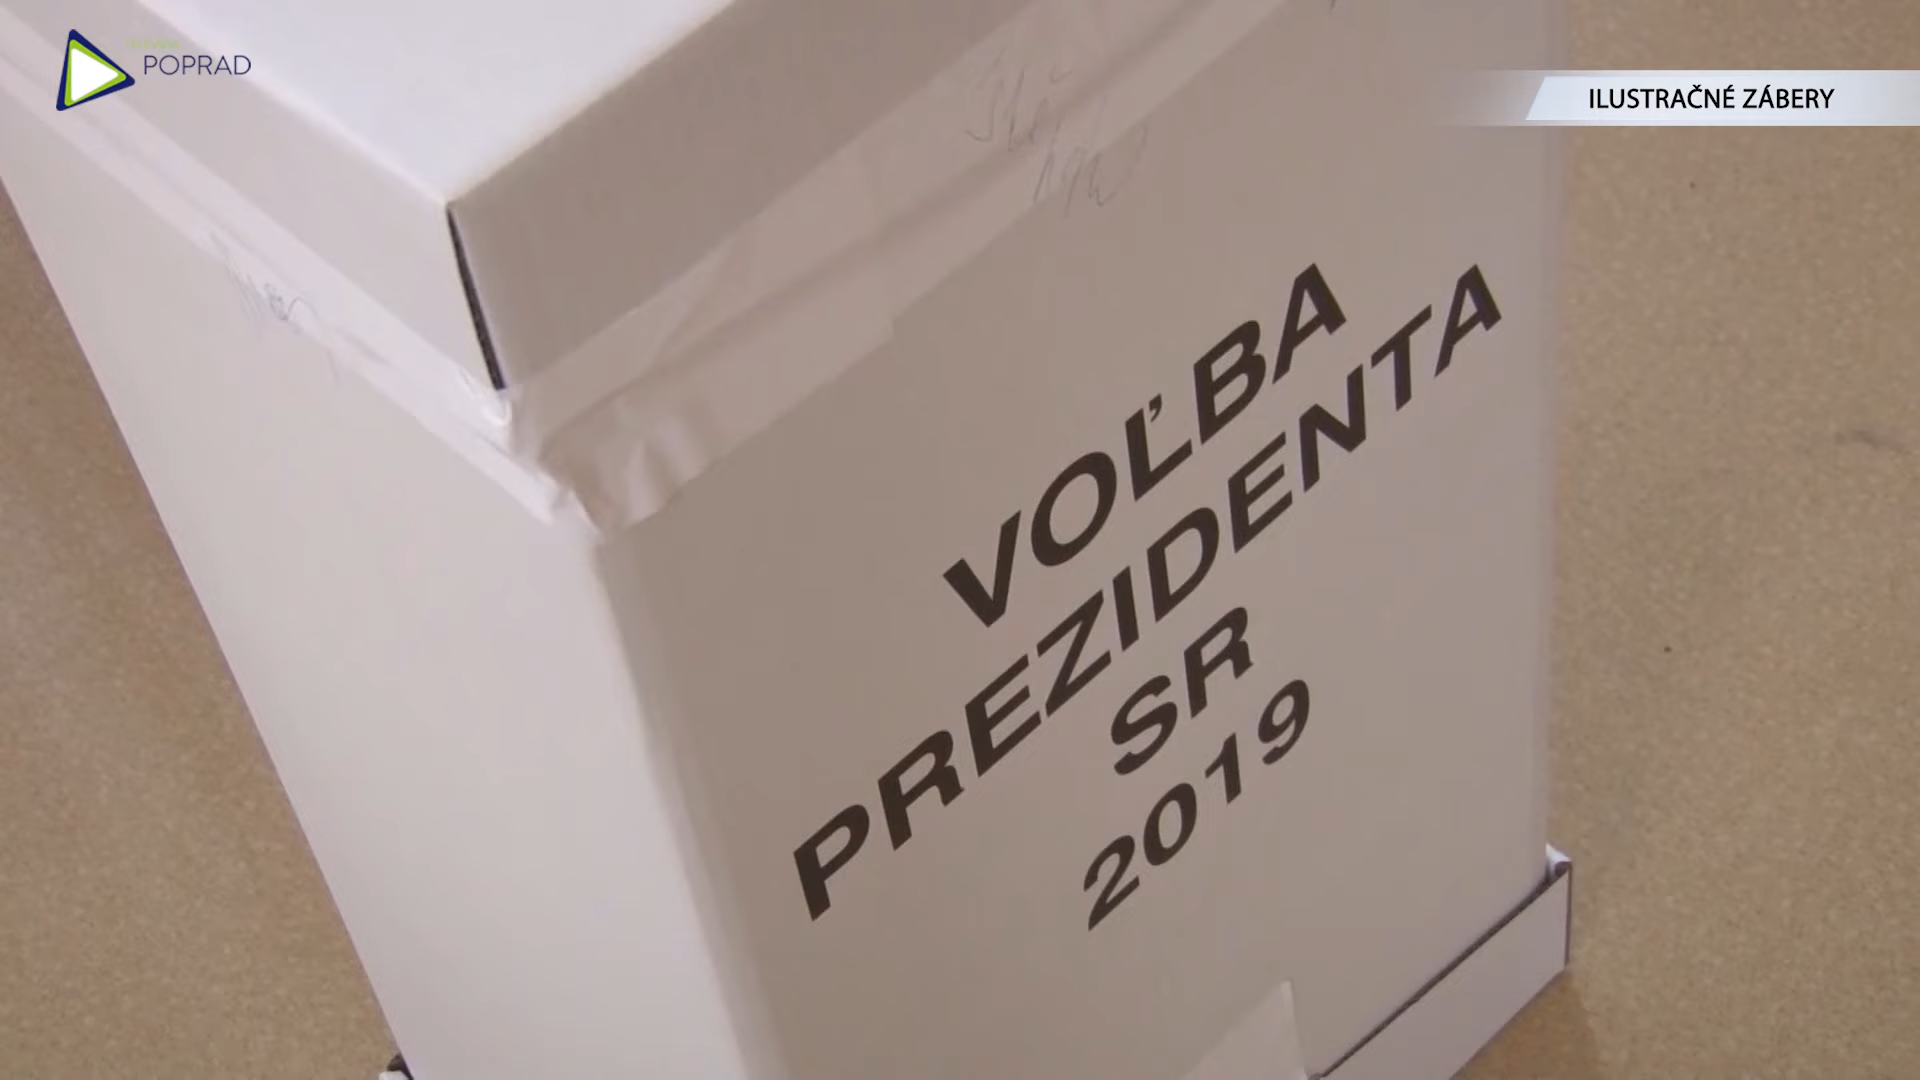 POPRAD
ILUSTRAČNÉ ZÁBERY
VOĽBA
PREZIDENTA
SR
2019